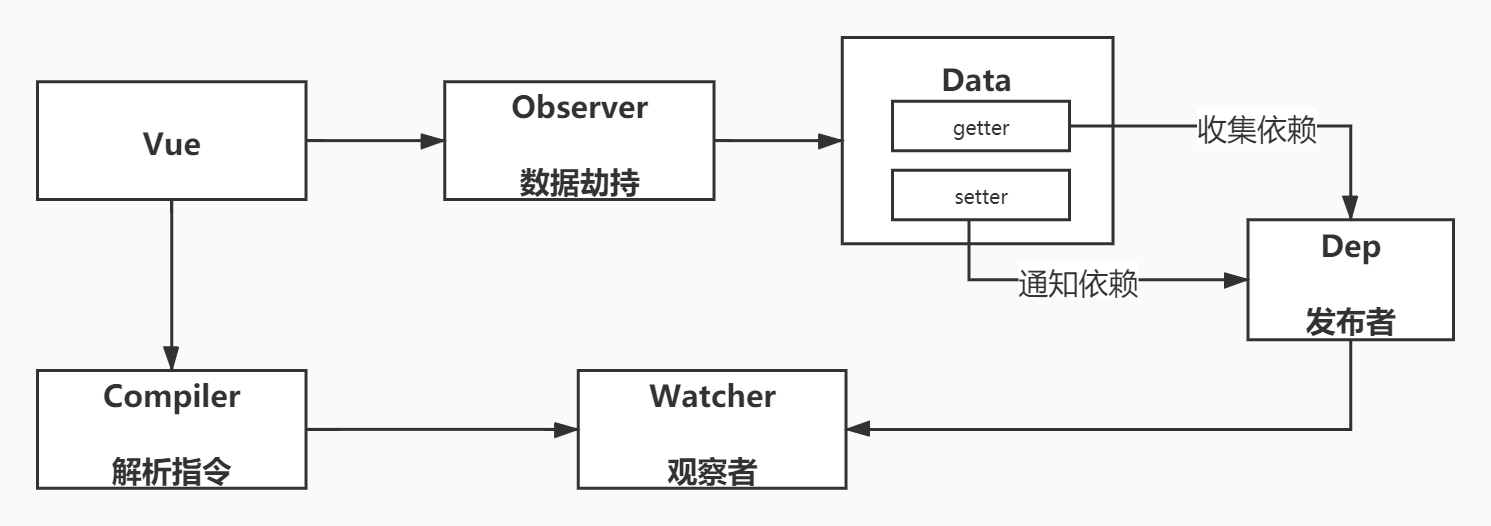 Vue
Observer
数据劫持
Data
getter
setter
收集依赖
通知依赖
Dep
发布者
Compiler
解析指令
Watcher
观察者